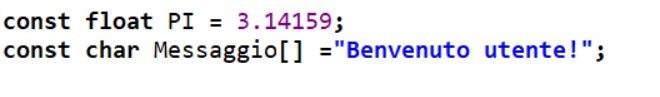 const float PI = 3.14159;
const char Messaggio[] ="Benvenuto utente!";